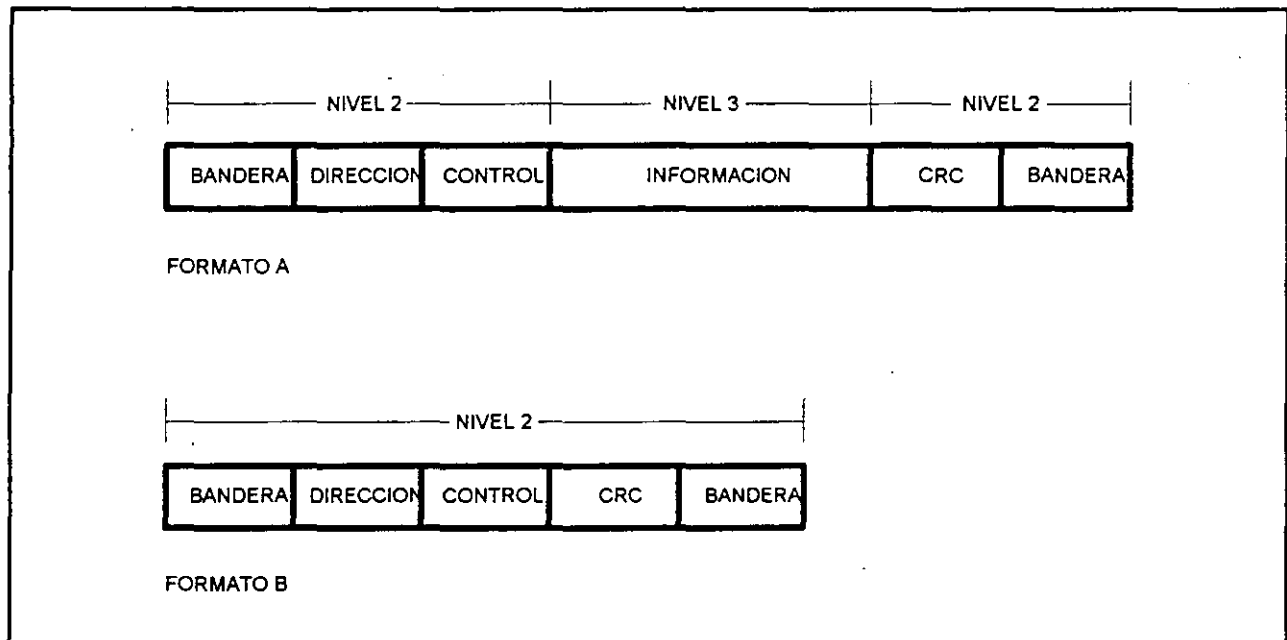 NIVEL 2 NIVEL 3 NIVEL 2
BANDERA DIRECCION CONTROL INFORMACION CRC BANDERA
FORMATO A
NIVEL 2
BANDERA DIRECCION CONTROL CRC BANDERA
FORMATO B